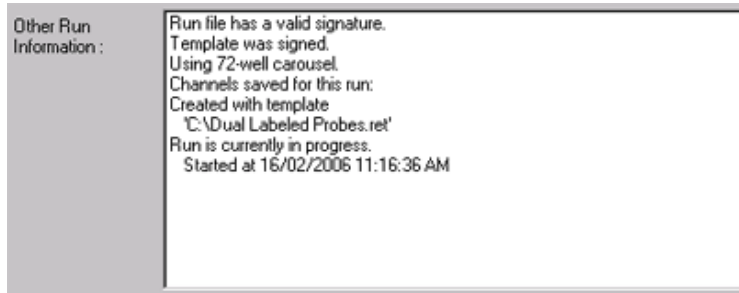 Other Run
Information :
Run file has a valid signature.
Template was signed.
Using 72-well carousel.
Channels saved for this run:
Created with template
'C:\Dual Labeled Probes.ret'
Run is currently in progress.
Started at 16/02/2006 11:16:36 AM